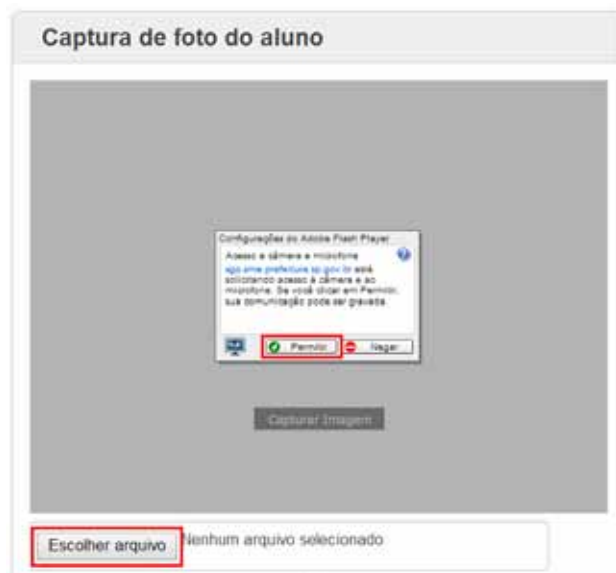 Captura de foto do aluno
Configurações do Adobe Flash Player
Acesso à câmera e microfone
sgp.sme.prefeitura.sp.gov.br está
solicitando acesso à câmera e ao
microfone. Se você clicar em Permitir,
sua comunicação pode ser gravada.
Permitir Negar
Capturar Imagem
Escolher arquivo Nenhum arquivo selecionado